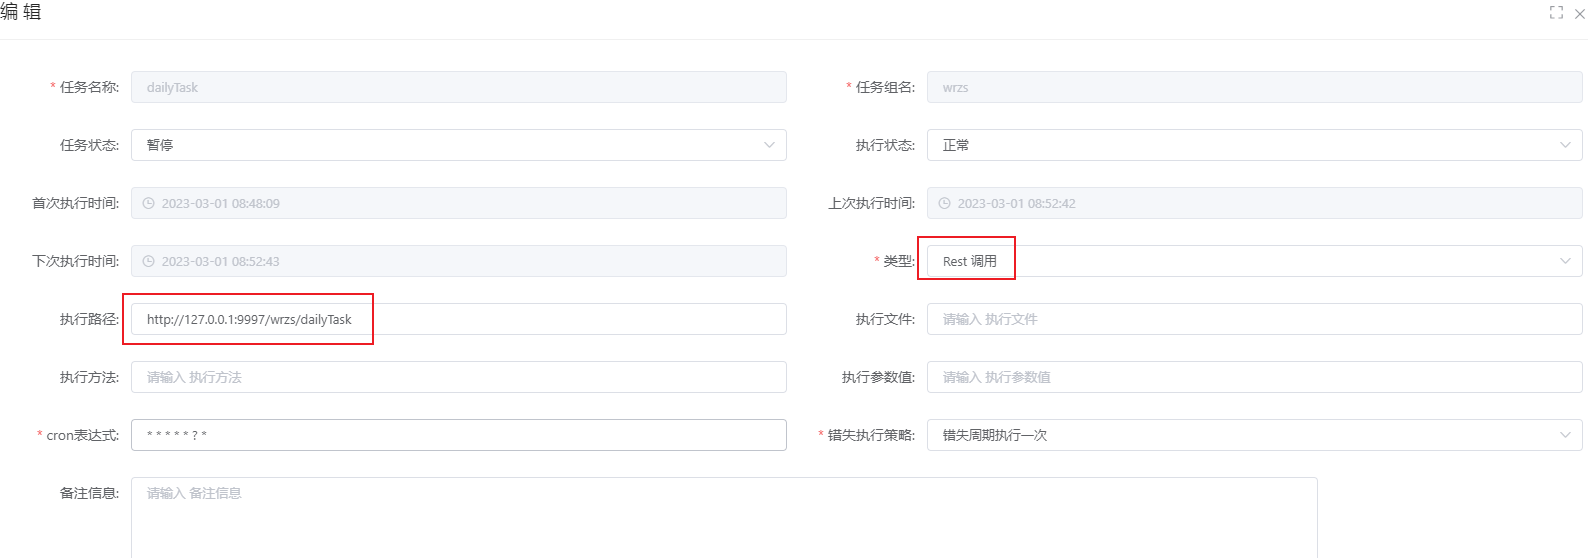 编 辑
* 任务名称: dailyTask * 任务组名: wrzs
任务状态: 暂停 执行状态: 正常
首次执行时间: 2023-03-01 08:48:09 上次执行时间: 2023-03-01 08:52:42
下次执行时间: 2023-03-01 08:52:43 * 类型: Rest 调用
执行路径: http://127.0.0.1:9997/wrzs/dailyTask 执行文件: 请输入 执行文件
执行方法: 请输入 执行方法 执行参数值: 请输入 执行参数值
* cron表达式: * * * * * ? * * 错失执行策略: 错失周期执行一次
备注信息: 请输入 备注信息